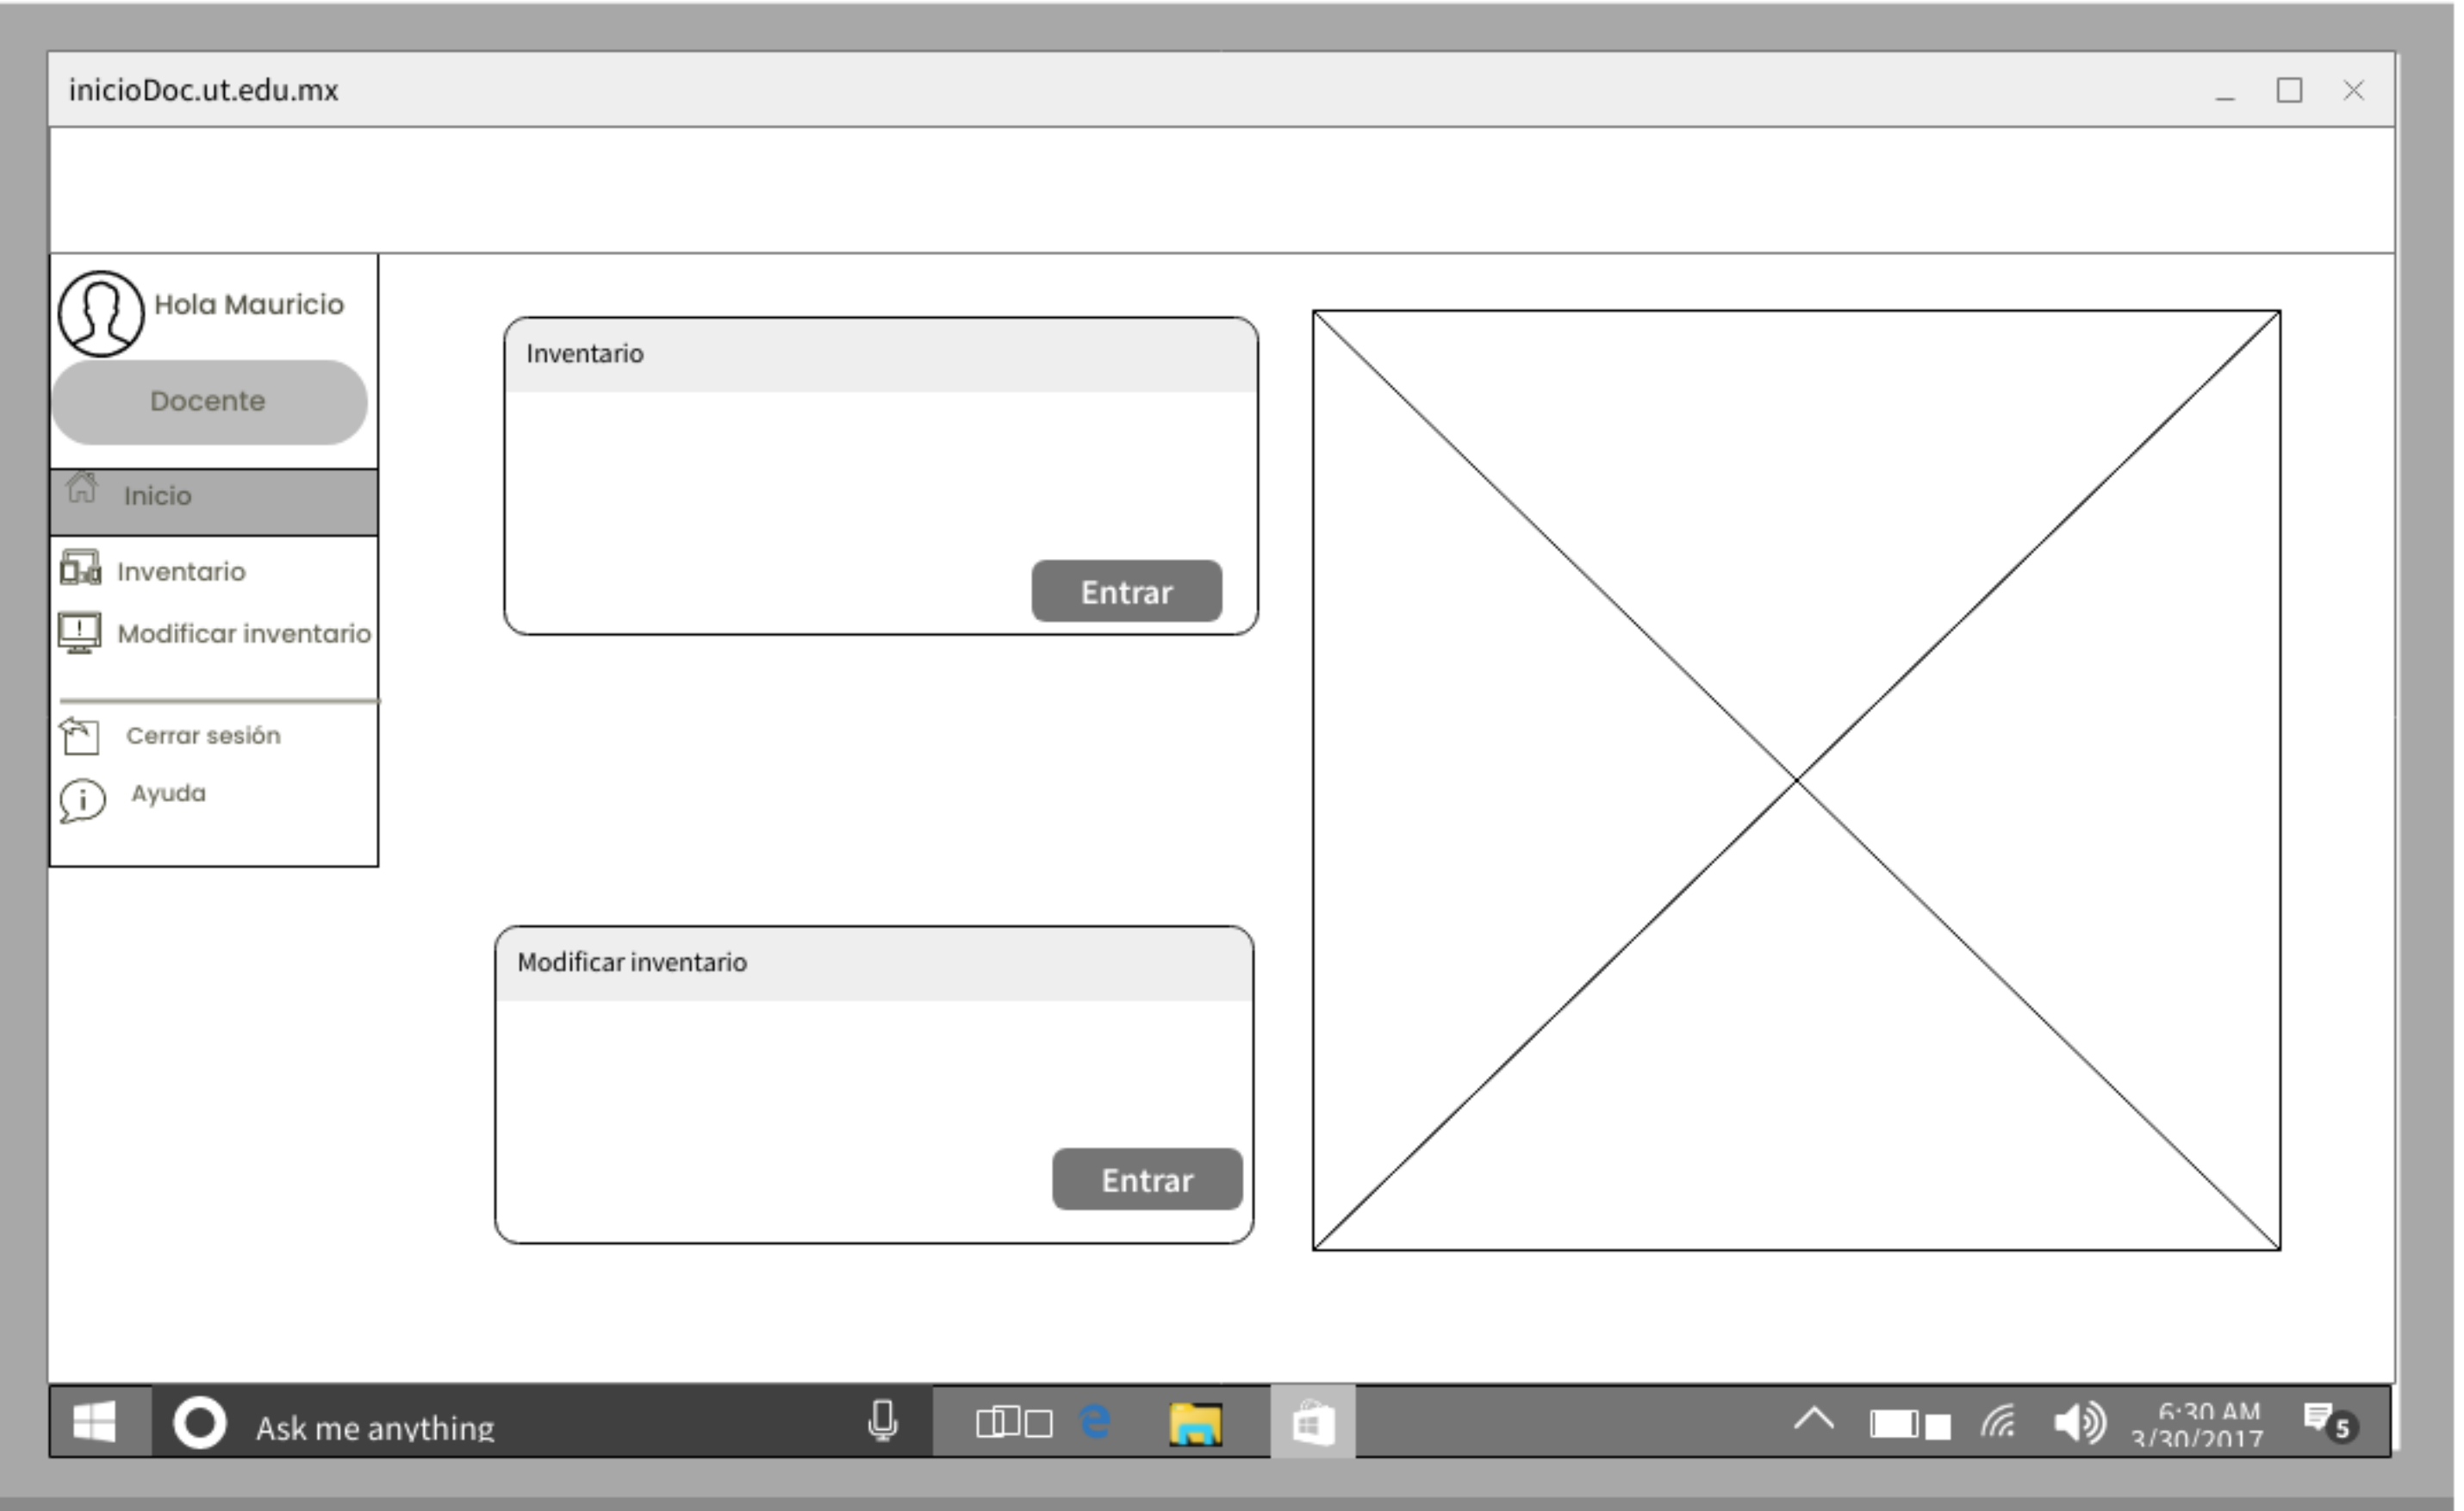 inicioDoc.ut.edu.mx
Hola Mauricio
Docente
Inicio
Inventario
Modificar inventario
Cerrar sesión
Ayuda
Inventario
Entrar
Modificar inventario
Entrar
Ask me anything
6:30 AM
3/30/2017
5